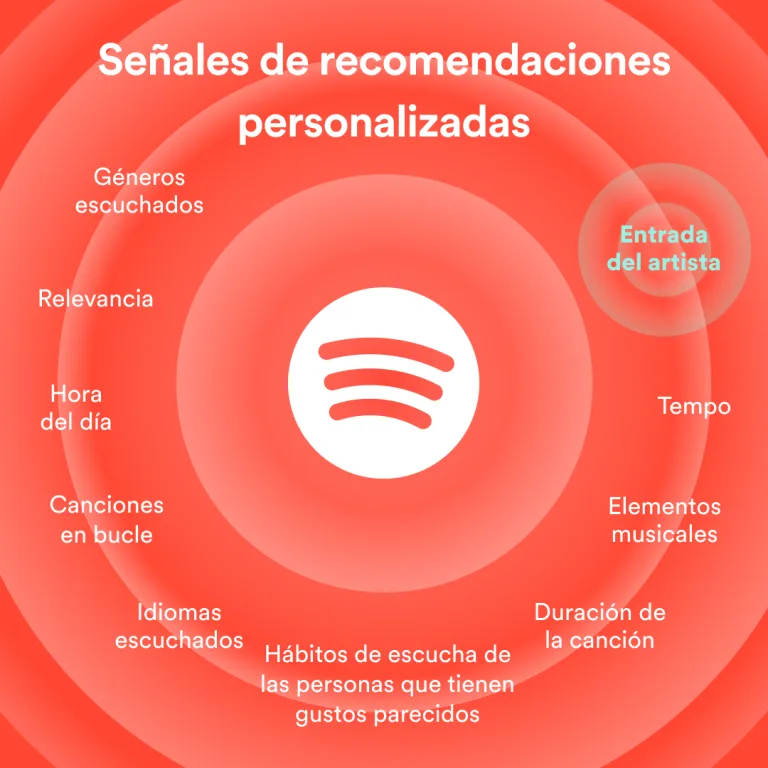 Señales de recomendaciones
personalizadas
Géneros
escuchados
Entrada
del artista
Relevancia
Hora
del día
Tempo
Canciones
en bucle
Elementos
musicales
Idiomas
escuchados
Duración de
la canción
Hábitos de escucha de
las personas que tienen
gustos parecidos